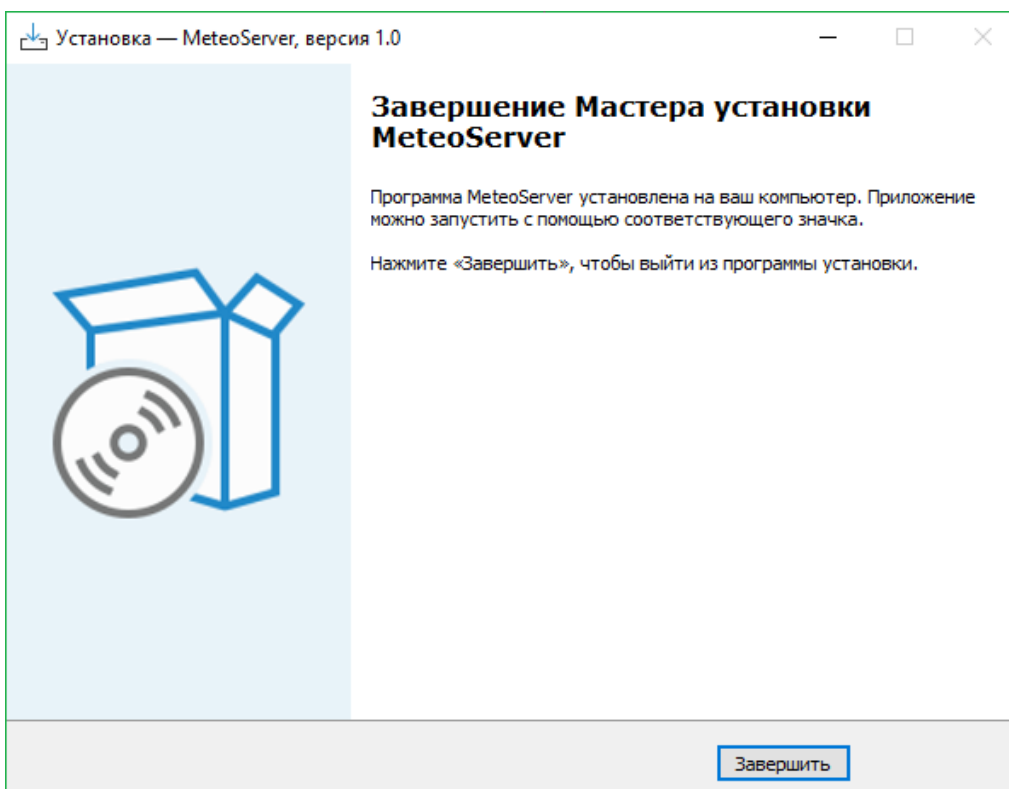 Установка — MeteoServer, версия 1.0
Завершение Мастера установки
MeteoServer
Программа MeteoServer установлена на ваш компьютер. Приложение
можно запустить с помощью соответствующего значка.
Нажмите «Завершить», чтобы выйти из программы установки.
Завершить